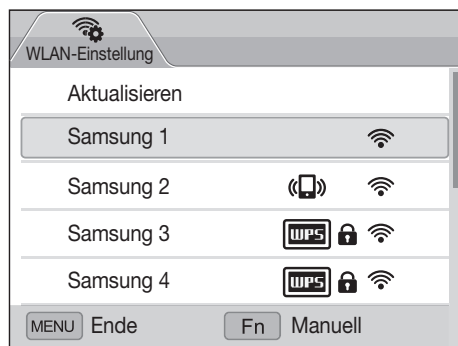 WLAN-Einstellung
Aktualisieren
Samsung 1
Samsung 2
Samsung 3 WPS
Samsung 4 WPS
MENU Ende Fn Manuell